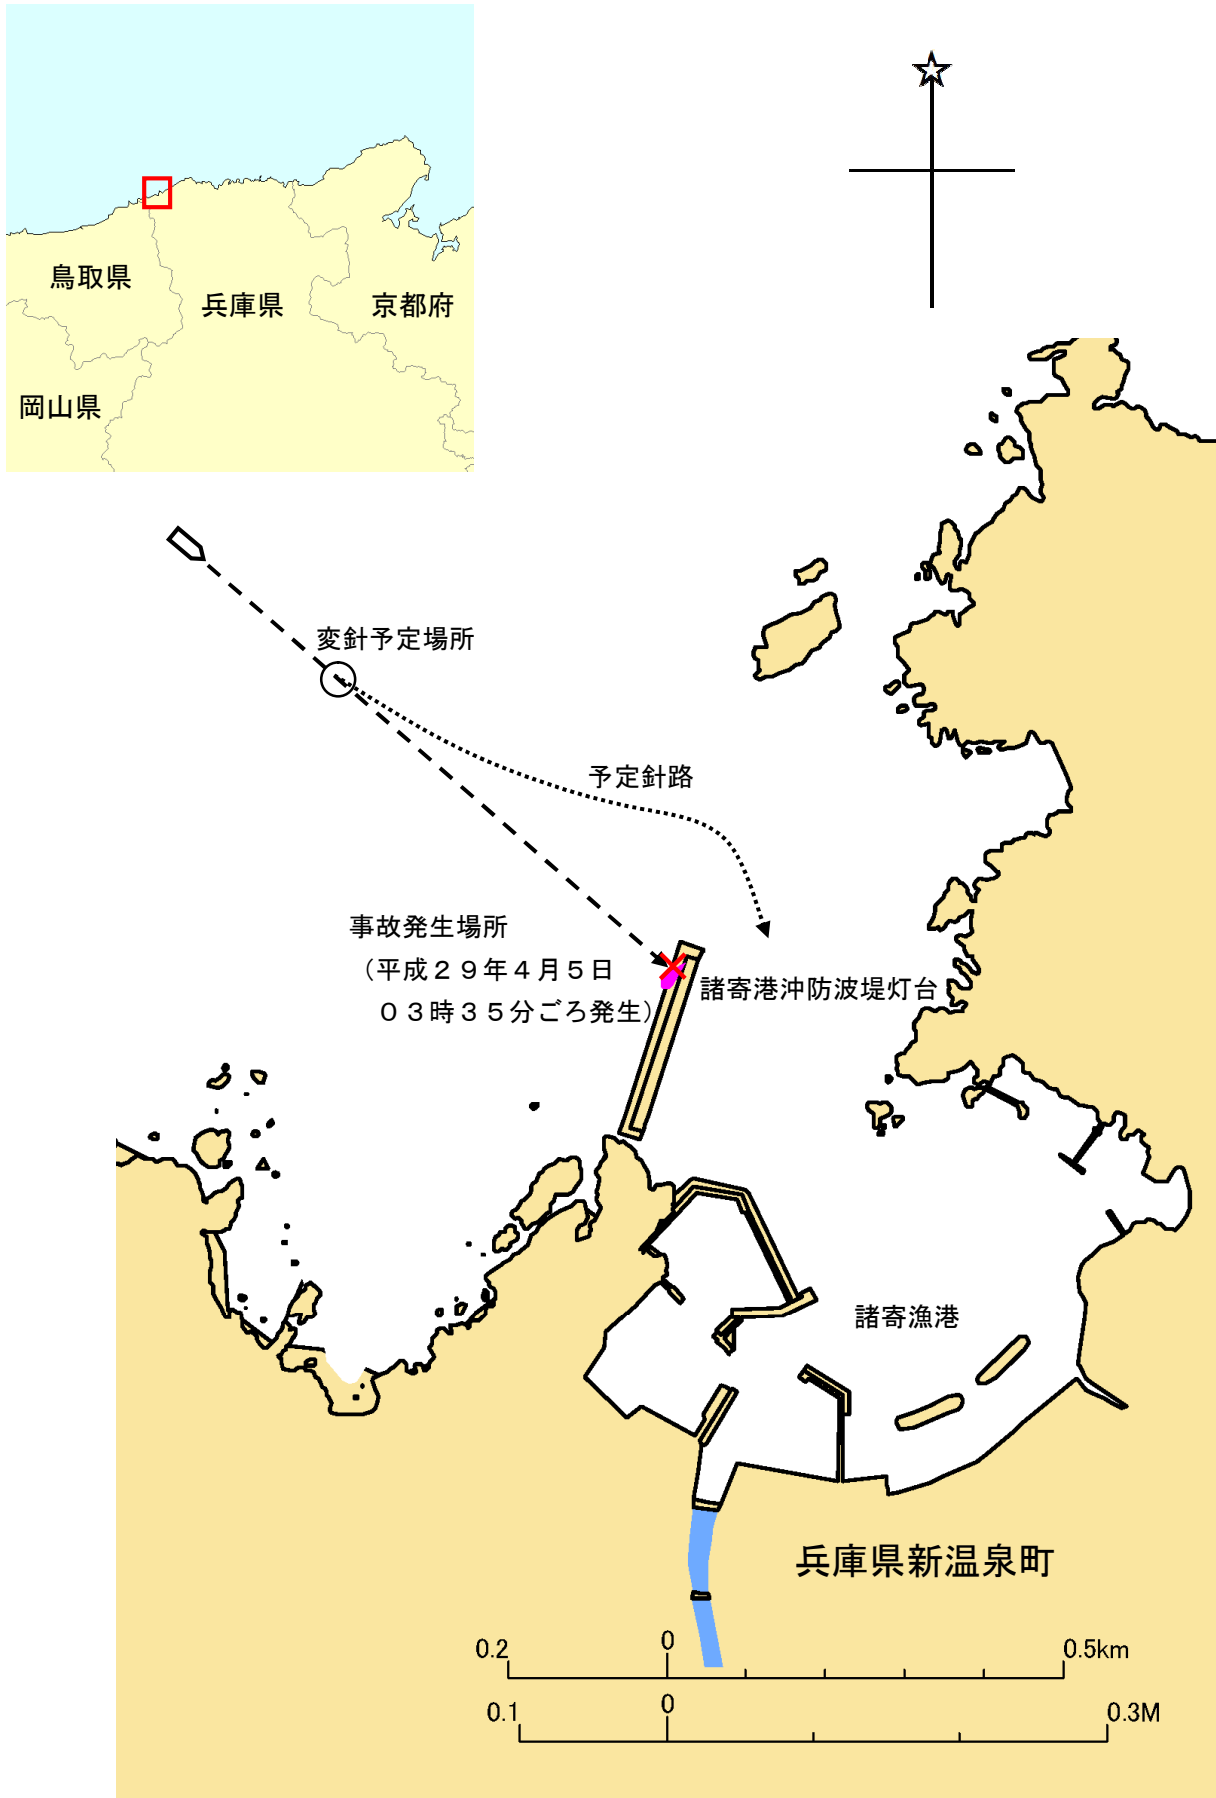 鳥取県
兵庫県
京都府
岡山県
変針予定場所
予定針路
事故発生場所
（平成２９年４月５日
０３時３５分ごろ発生）
諸寄港沖防波堤灯台
諸寄漁港
兵庫県新温泉町
0.2 0 0.5km
0.1 0 0.3M